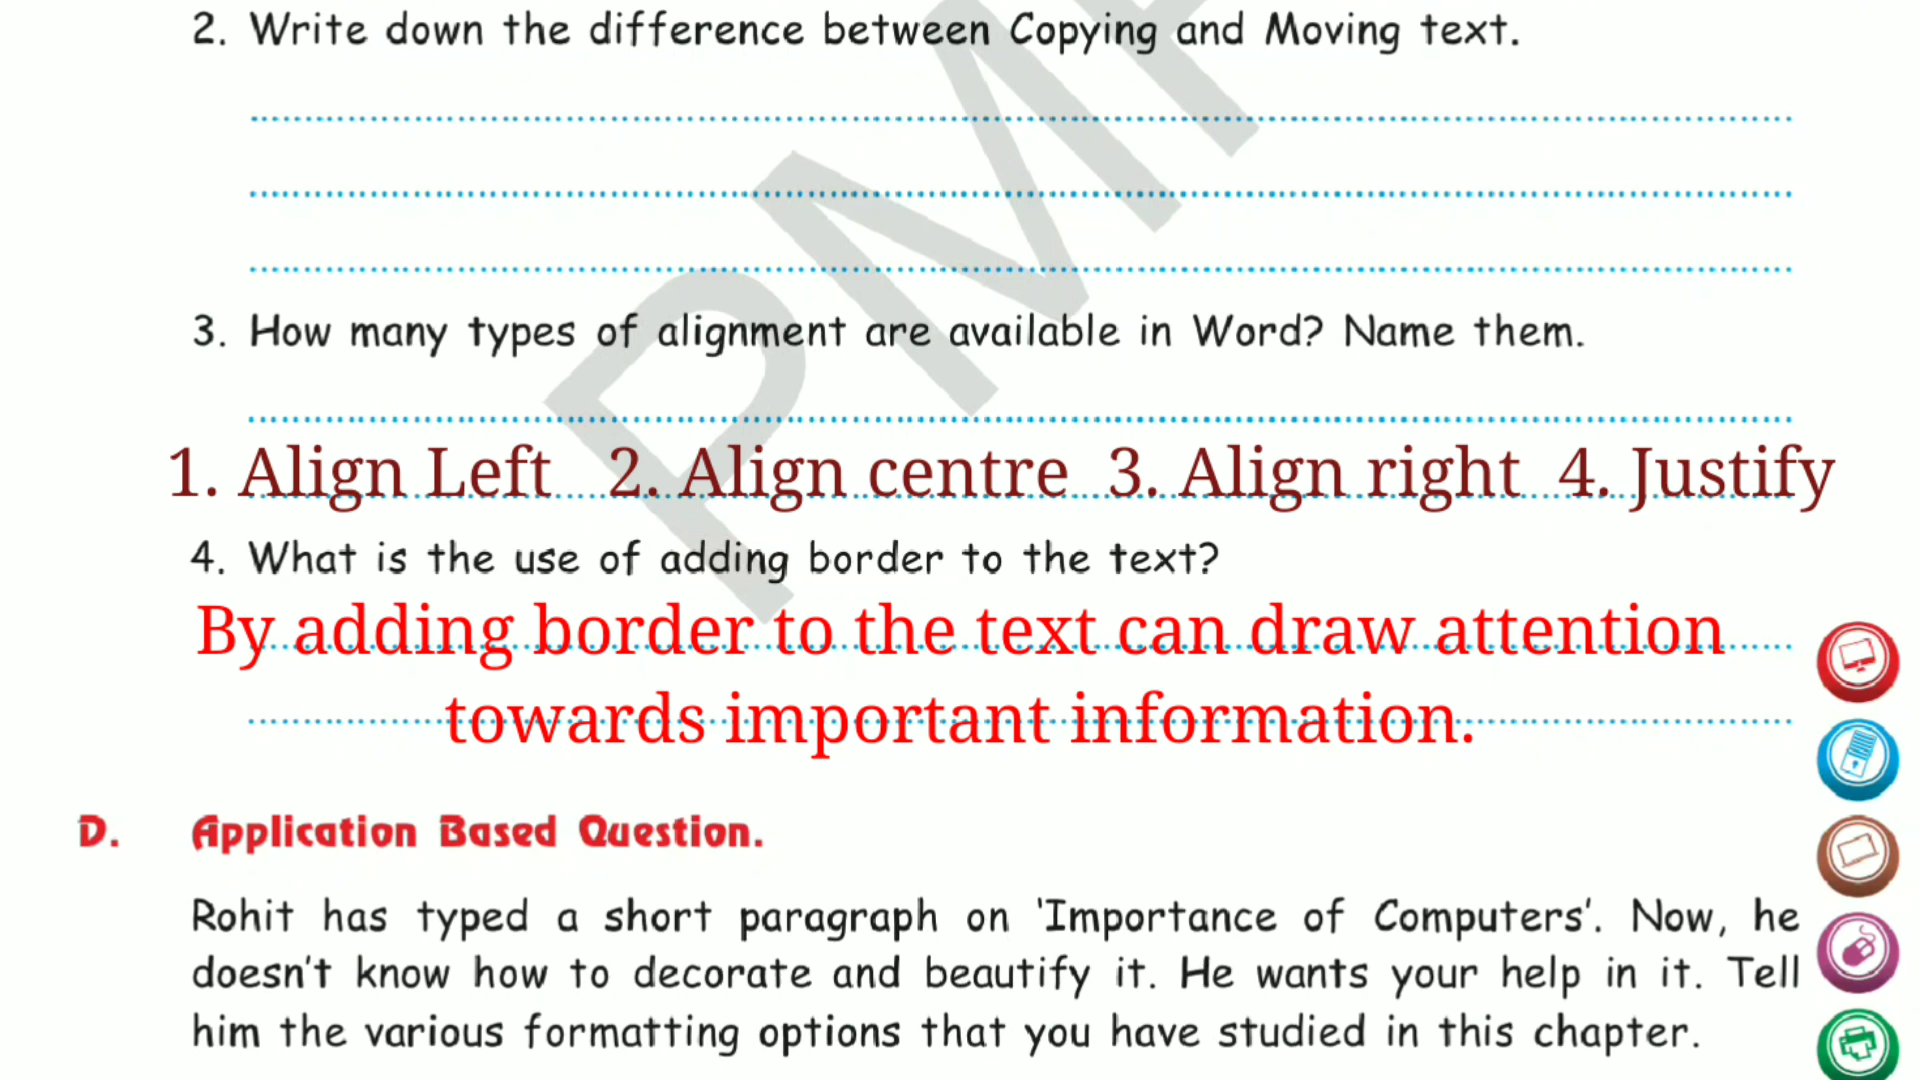 2. Write down the difference between Copying and Moving text.
3. How many types of alignment are available in Word? Name them.
1. Align Left 2. Align centre 3. Align right 4. Justify
4. What is the use of adding border to the text?
By adding border to the text can draw attention
towards important information.
D. Application Based Question.
Rohit has typed a short paragraph on 'Importance of Computers'. Now, he
doesn't know how to decorate and beautify it. He wants your help in it. Tell
him the various formatting options that you have studied in this chapter.